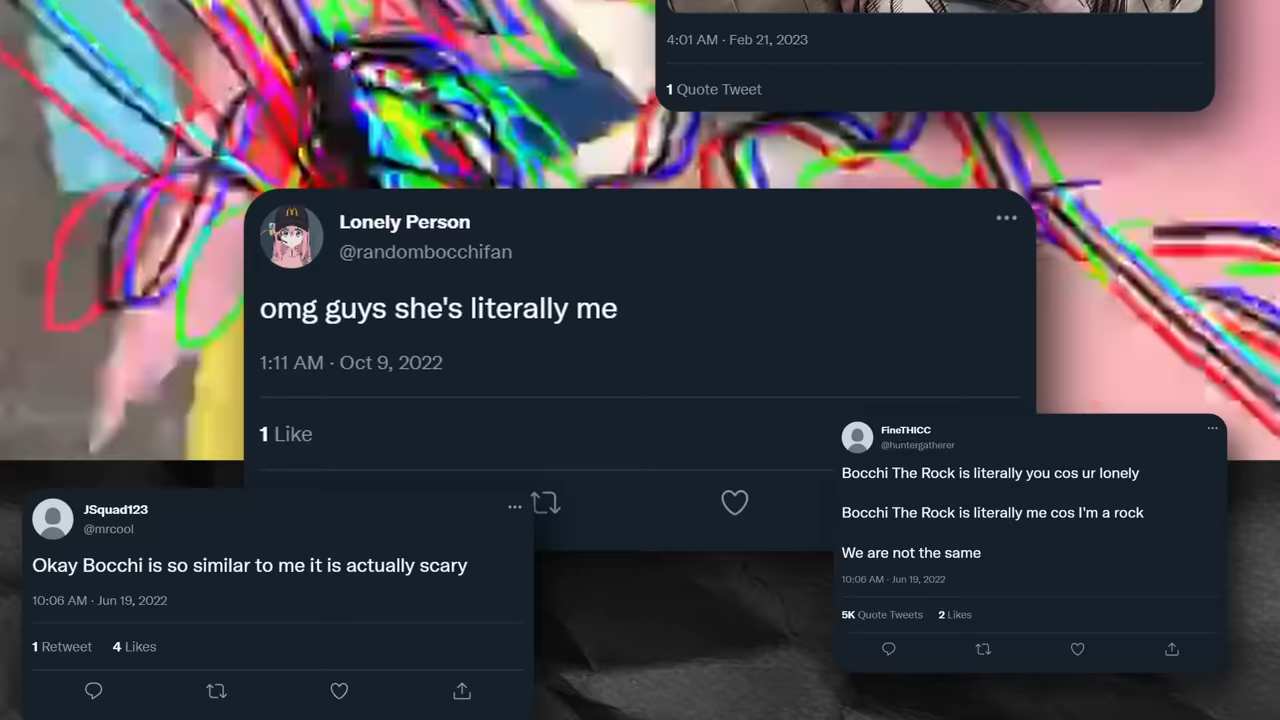 4:01 AM · Feb 21, 2023
1 Quote Tweet
Lonely Person
@randombocchifan
omg guys she's literally me
1:11 AM · Oct 9, 2022
1 Like
FineTHICC
@huntergatherer
Bocchi The Rock is literally you cos ur lonely
Bocchi The Rock is literally me cos I'm a rock
We are not the same
10:06 AM · Jun 19, 2022
5K Quote Tweets 2 Likes
JSquad123
@mrcool
Okay Bocchi is so similar to me it is actually scary
10:06 AM · Jun 19, 2022
1 Retweet 4 Likes